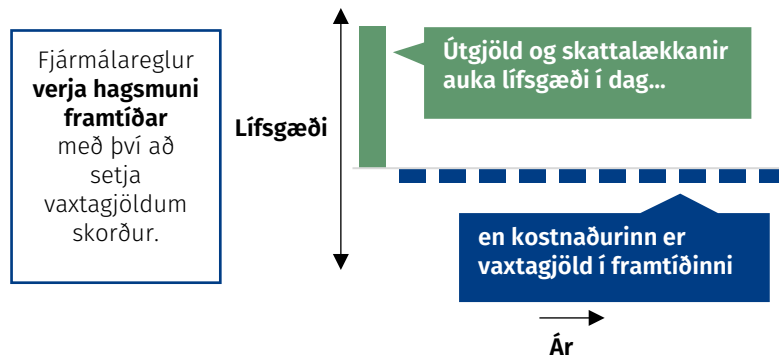 Fjármálareglur
verja hagsmuni
framtíðar
með því að
setja
vaxtagjöldum
skorður.
Lífsgæði
Útgjöld og skattalækkanir
auka lífsgæði í dag…
en kostnaðurinn er
vaxtagjöld í framtíðinni
Ár